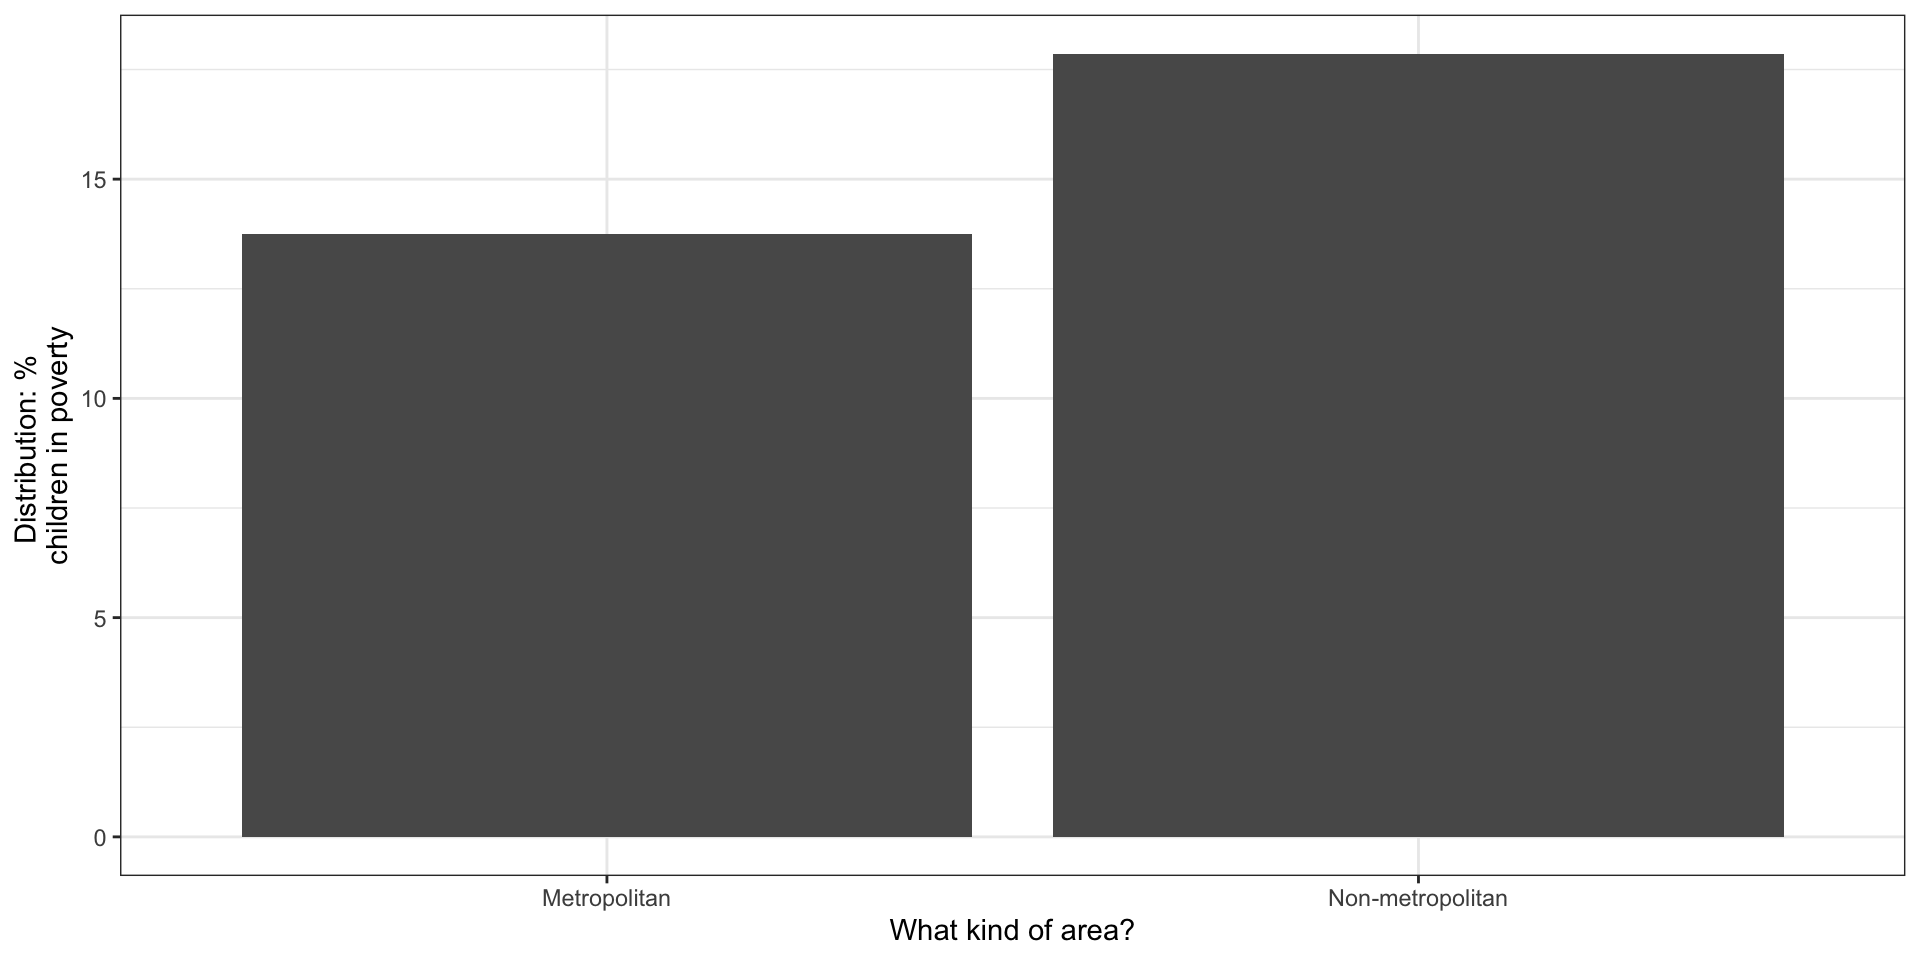 Distribution: %
children in poverty
15
10
5
0
Metropolitan
Non-metropolitan
What kind of area?